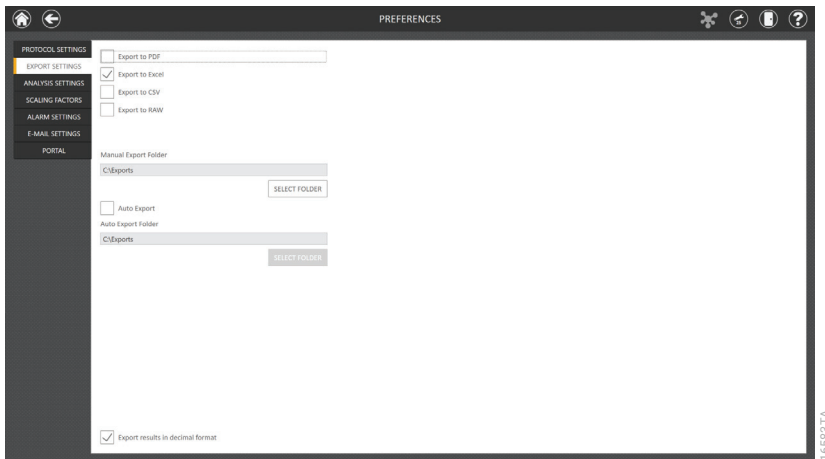 PREFERENCES
PROTOCOL SETTINGS
EXPORT SETTINGS
ANALYSIS SETTINGS
SCALING FACTORS
ALARM SETTINGS
E-MAIL SETTINGS
PORTAL
Export to PDF
Export to Excel
Export to CSV
Export to RAW
Manual Export Folder
C:\Exports
SELECT FOLDER
Auto Export
Auto Export Folder
C:\Exports
SELECT FOLDER
Export results in decimal format
?